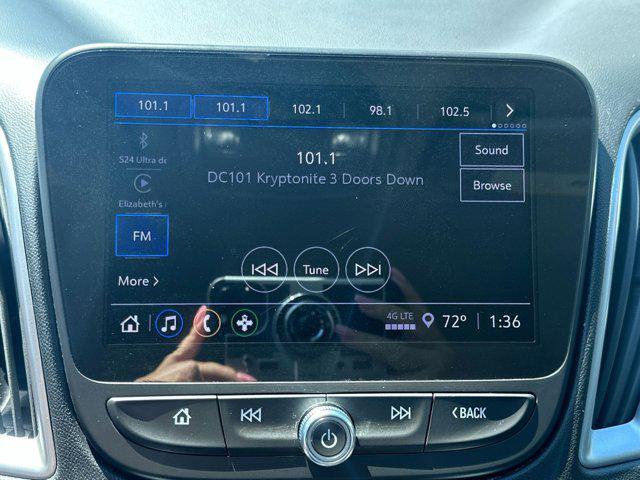 101.1 101.1 102.1 98.1 102.5
S24 Ultra de
Sound
101.1
DC101 Kryptonite 3 Doors Down
Browse
Elizabeth's
FM
More
Tune
4G LTE
72° 1:36
BACK